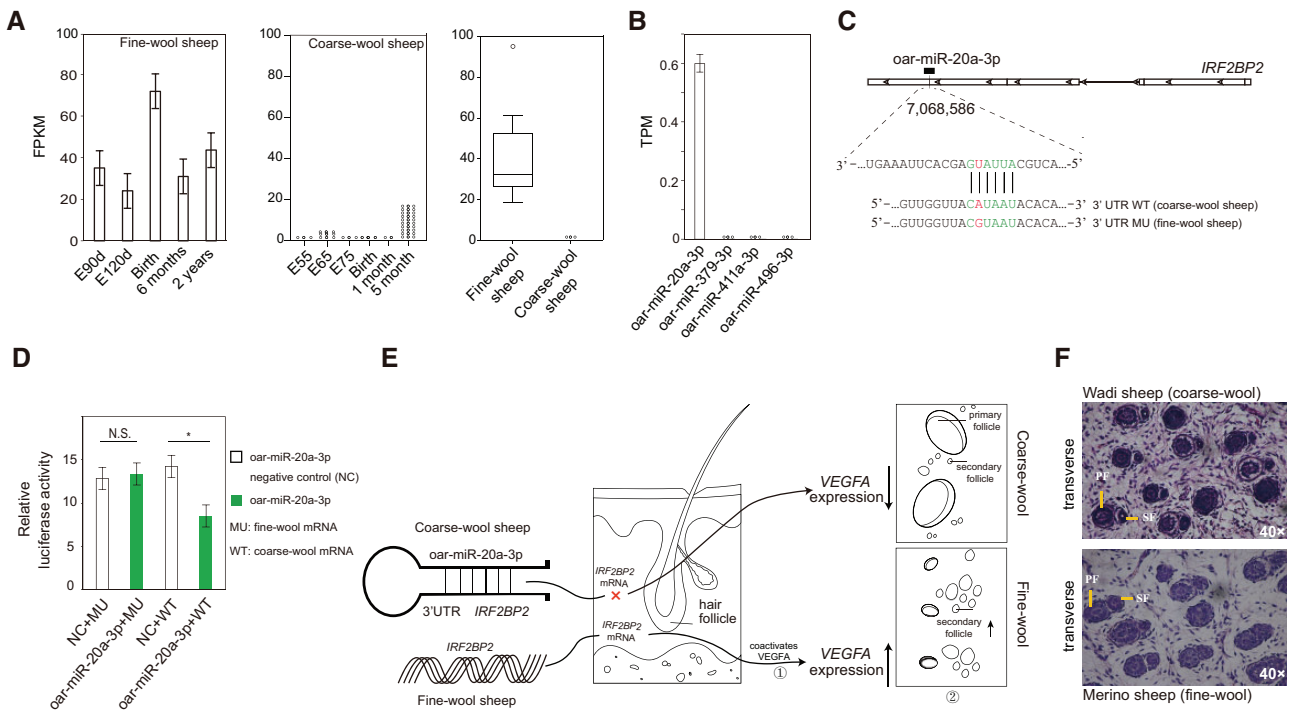 A
Fine-wool sheep
FPKM
100
80
60
40
20
0
E90d
E120d
Birth
6 months
2 years
Coarse-wool sheep
100
80
60
40
20
0
E55
E65
E75
Birth
1 month
5 month
100
80
60
40
20
0
Fine-wool
sheep
Coarse-wool
sheep
B
TPM
0.6
0.4
0.2
0
oar-miR-20a-3p
oar-miR-379-3p
oar-miR-411a-3p
oar-miR-496-3p
C
oar-miR-20a-3p
IRF2BP2
7,068,586
3'-...UGAAAUUCACGAGUAUUACGUCA...-5'
5'-...GUUGGUUACAUAAUACACA...-3' 3' UTR WT (coarse-wool sheep)
5'-...GUUGGUUACGUAAUACACA...-3' 3' UTR MU (fine-wool sheep)
D
Relative
luciferase activity
15
10
5
0
N.S.
*
NC+MU
oar-miR-20a-3p+MU
NC+WT
oar-miR-20a-3p+WT
oar-miR-20a-3p
negative control (NC)
oar-miR-20a-3p
MU: fine-wool mRNA
WT: coarse-wool mRNA
E
Coarse-wool sheep
oar-miR-20a-3p
3'UTR IRF2BP2
IRF2BP2
Fine-wool sheep
IRF2BP2
mRNA
IRF2BP2
mRNA
hair
follicle
coactivates
VEGFA
①
VEGFA
expression
VEGFA
expression
primary
follicle
secondary
follicle
Coarse-wool
secondary
follicle
Fine-wool
②
F
Wadi sheep (coarse-wool)
transverse
PF
SF
40×
transverse
PF
SF
40×
Merino sheep (fine-wool)